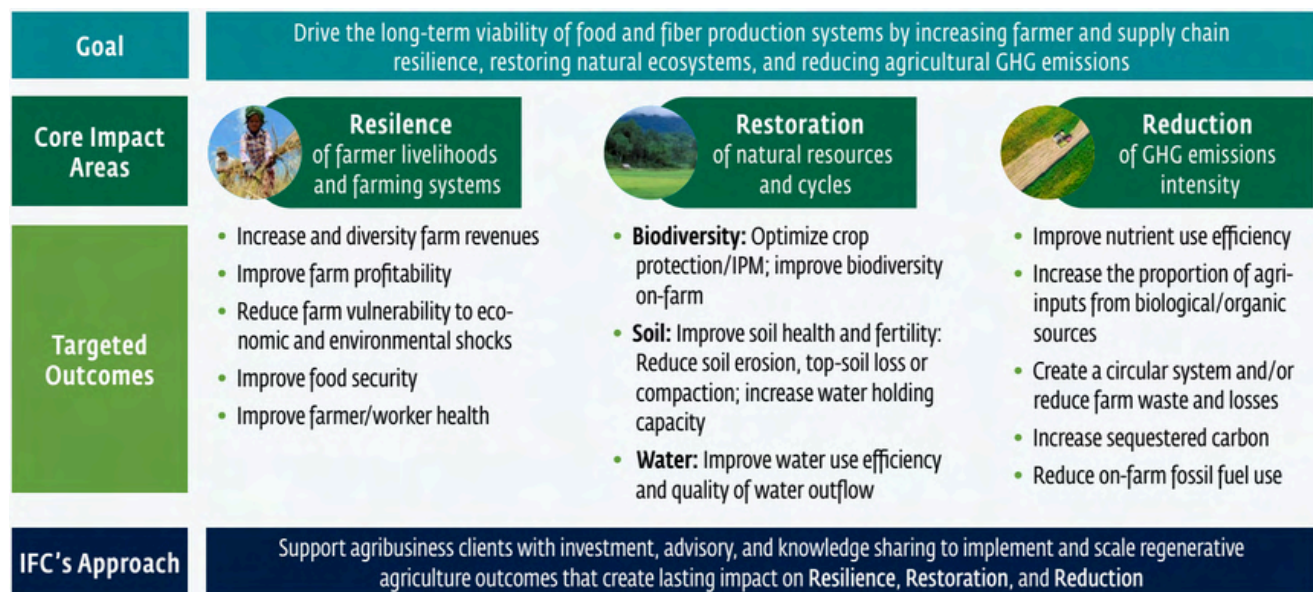 Goal
Drive the long-term viability of food and fiber production systems by increasing farmer and supply chain
resilience, restoring natural ecosystems, and reducing agricultural GHG emissions
Core Impact
Areas
Resilence
of farmer livelihoods
and farming systems
Restoration
of natural resources
and cycles
Reduction
of GHG emissions
intensity
Targeted
Outcomes
• Increase and diversity farm revenues
• Improve farm profitability
• Reduce farm vulnerability to eco-
nomic and environmental shocks
• Improve food security
• Improve farmer/worker health
• Biodiversity: Optimize crop
protection/IPM; improve biodiversity
on-farm
• Soil: Improve soil health and fertility:
Reduce soil erosion, top-soil loss or
compaction; increase water holding
capacity
• Water: Improve water use efficiency
and quality of water outflow
• Improve nutrient use efficiency
• Increase the proportion of agri-
inputs from biological/organic
sources
• Create a circular system and/or
reduce farm waste and losses
• Increase sequestered carbon
• Reduce on-farm fossil fuel use
IFC's Approach
Support agribusiness clients with investment, advisory, and knowledge sharing to implement and scale regenerative
agriculture outcomes that create lasting impact on Resilience, Restoration, and Reduction